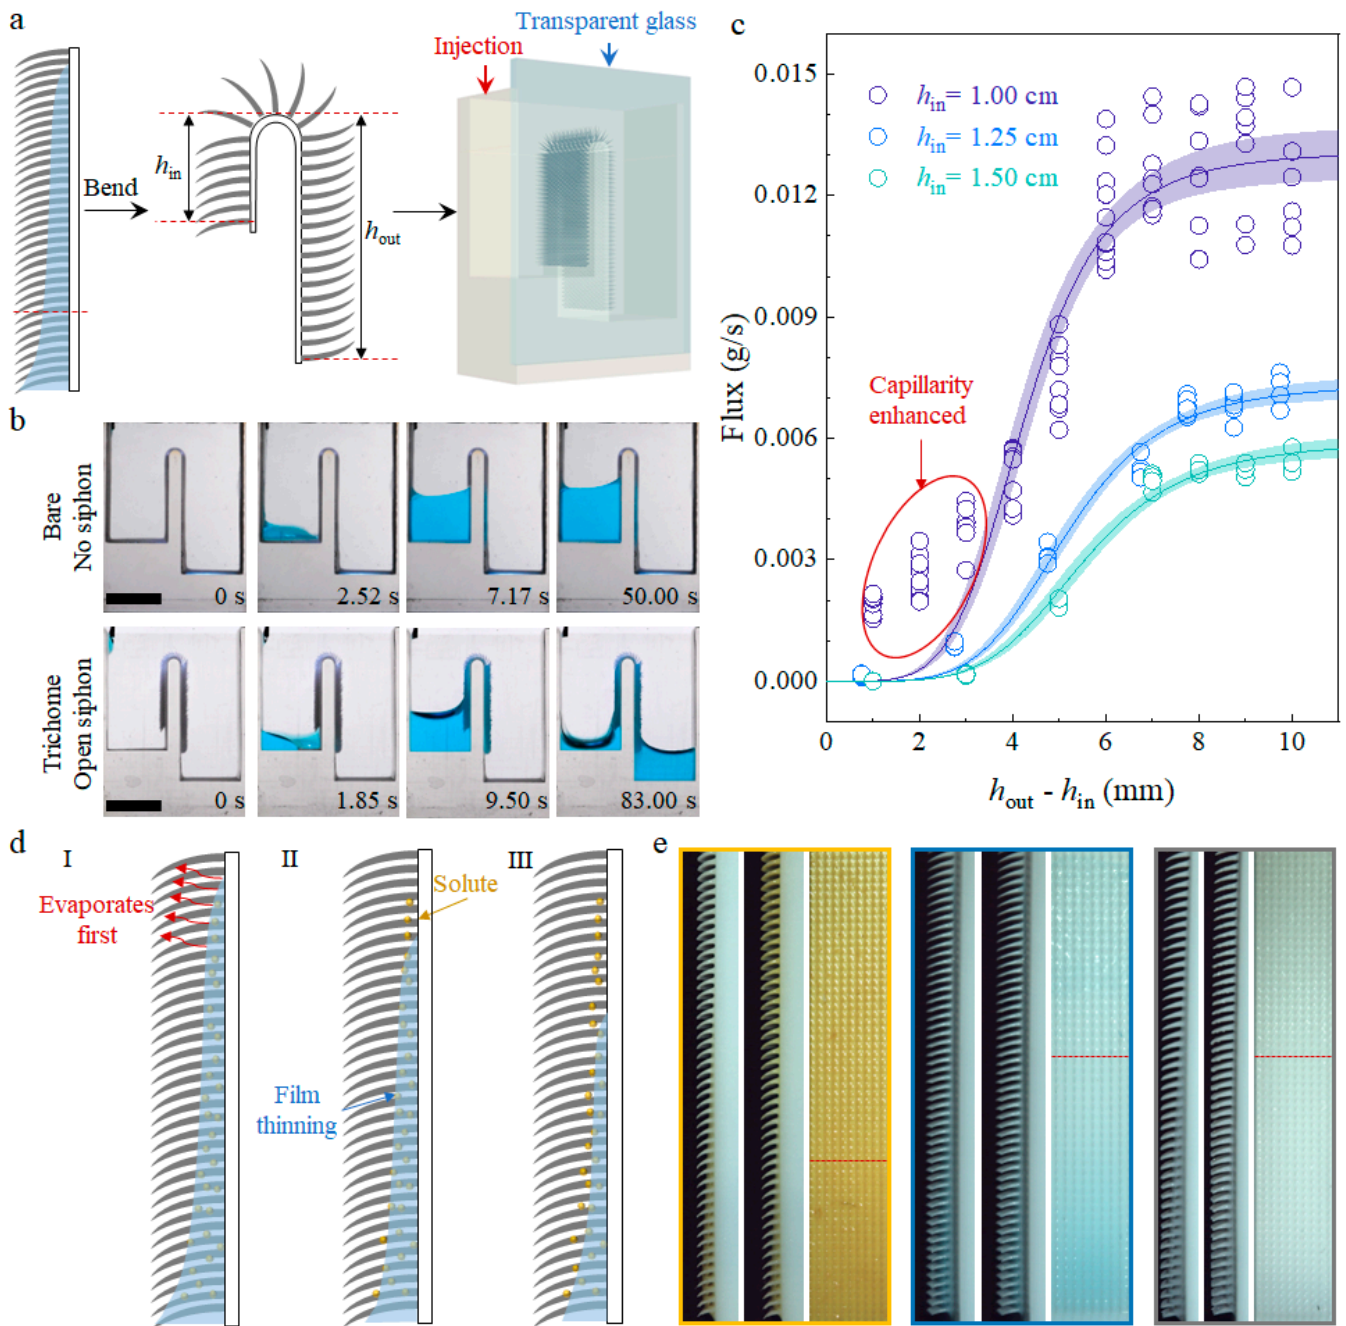 a
Transparent glass
Injection
h_in
Bend
h_out
b
Bare
No siphon
0 s
2.52 s
7.17 s
50.00 s
Trichome
Open siphon
0 s
1.85 s
9.50 s
83.00 s
c
0.015
0.012
0.009
0.006
0.003
0.000
Flux (g/s)
h_in= 1.00 cm
h_in= 1.25 cm
h_in= 1.50 cm
Capillarity
enhanced
0
2
4
6
8
10
h_out - h_in (mm)
d
I
II
III
Evaporates
first
Solute
Film
thinning
e